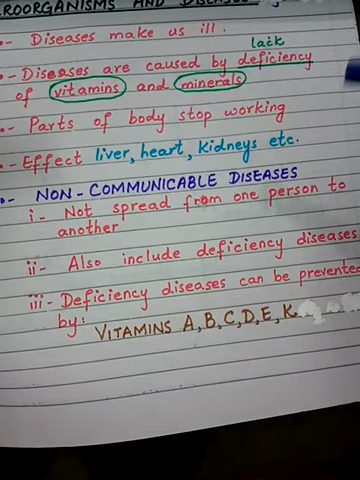 ROORGANISMS AND DISEASES
- Diseases make us ill.
lack
- Diseases are caused by deficiency
of vitamins and minerals
- Parts of body stop working
- Effect liver, heart, kidneys etc.
- NON-COMMUNICABLE DISEASES
i- Not spread from one person to
another
ii- Also include deficiency diseases
iii- Deficiency diseases can be prevented
by:
VITAMINS A, B, C, D, E, K